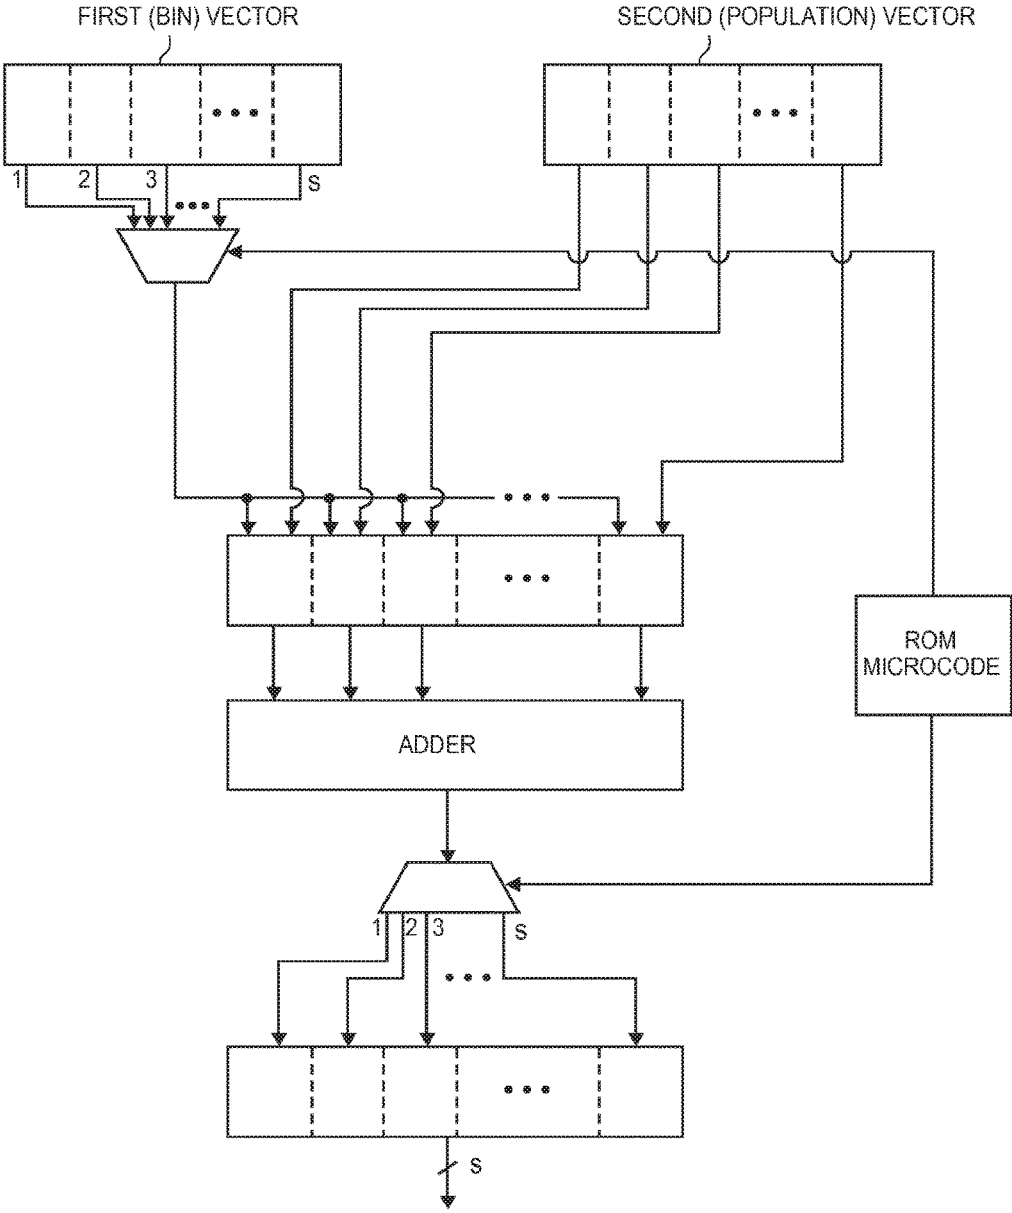 FIRST (BIN) VECTOR
SECOND (POPULATION) VECTOR
1 2 3 S
ROM
MICROCODE
ADDER
1 2 3 S
S